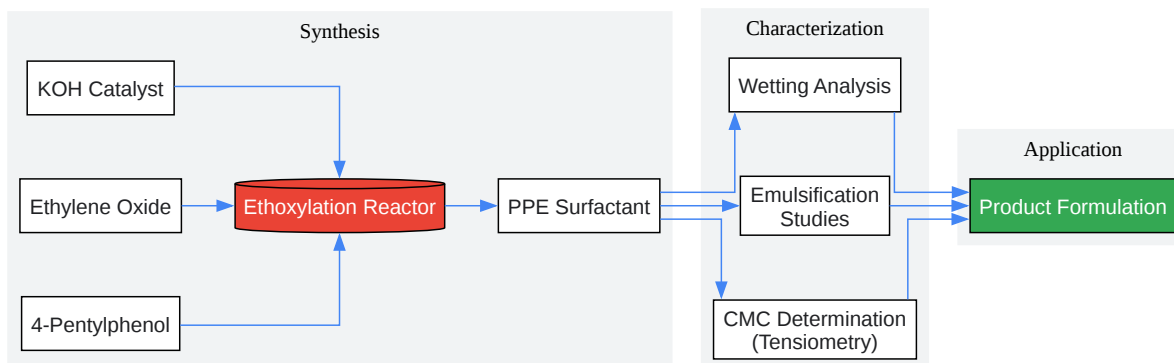 Synthesis
KOH Catalyst
Ethylene Oxide
Ethoxylation Reactor
PPE Surfactant
4-Pentylphenol
Characterization
Wetting Analysis
Emulsification
Studies
CMC Determination
(Tensiometry)
Application
Product Formulation